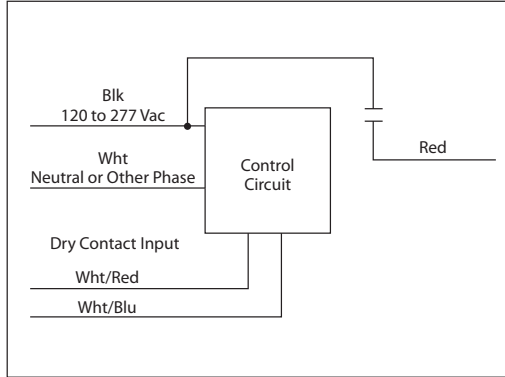 Blk
120 to 277 Vac
Wht
Neutral or Other Phase
Control
Circuit
Red
Dry Contact Input
Wht/Red
Wht/Blu